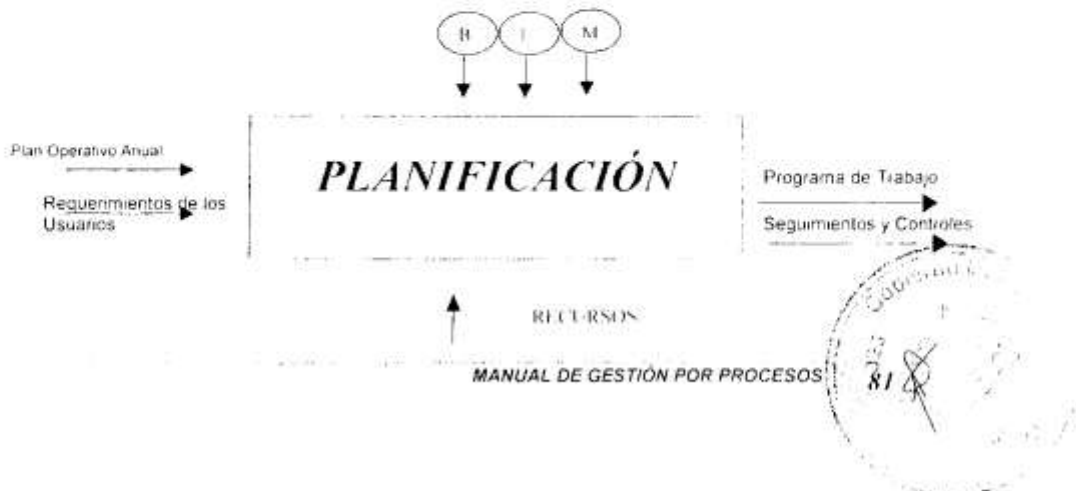 B I M
Plan Operativo Anual
Requerimientos de los
Usuarios
PLANIFICACIÓN
Programa de Trabajo
Seguimientos y Controles
RECURSOS
MANUAL DE GESTIÓN POR PROCESOS
81